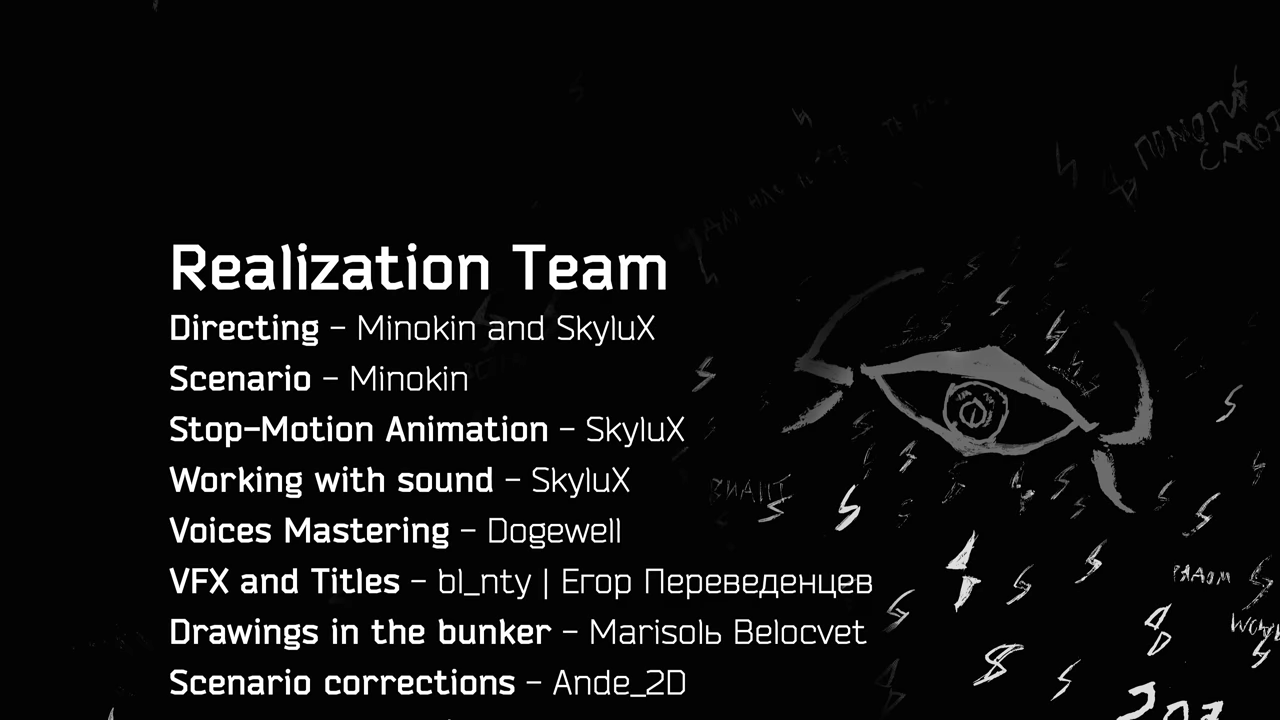 Realization Team
Directing – Minokin and SkyluX
Scenario – Minokin
Stop-Motion Animation – SkyluX
Working with sound – SkyluX
Voices Mastering – Dogewell
VFX and Titles – bl_nty | Егор Переведенцев
Drawings in the bunker – Marisolь Belocvet
Scenario corrections – Ande_2D